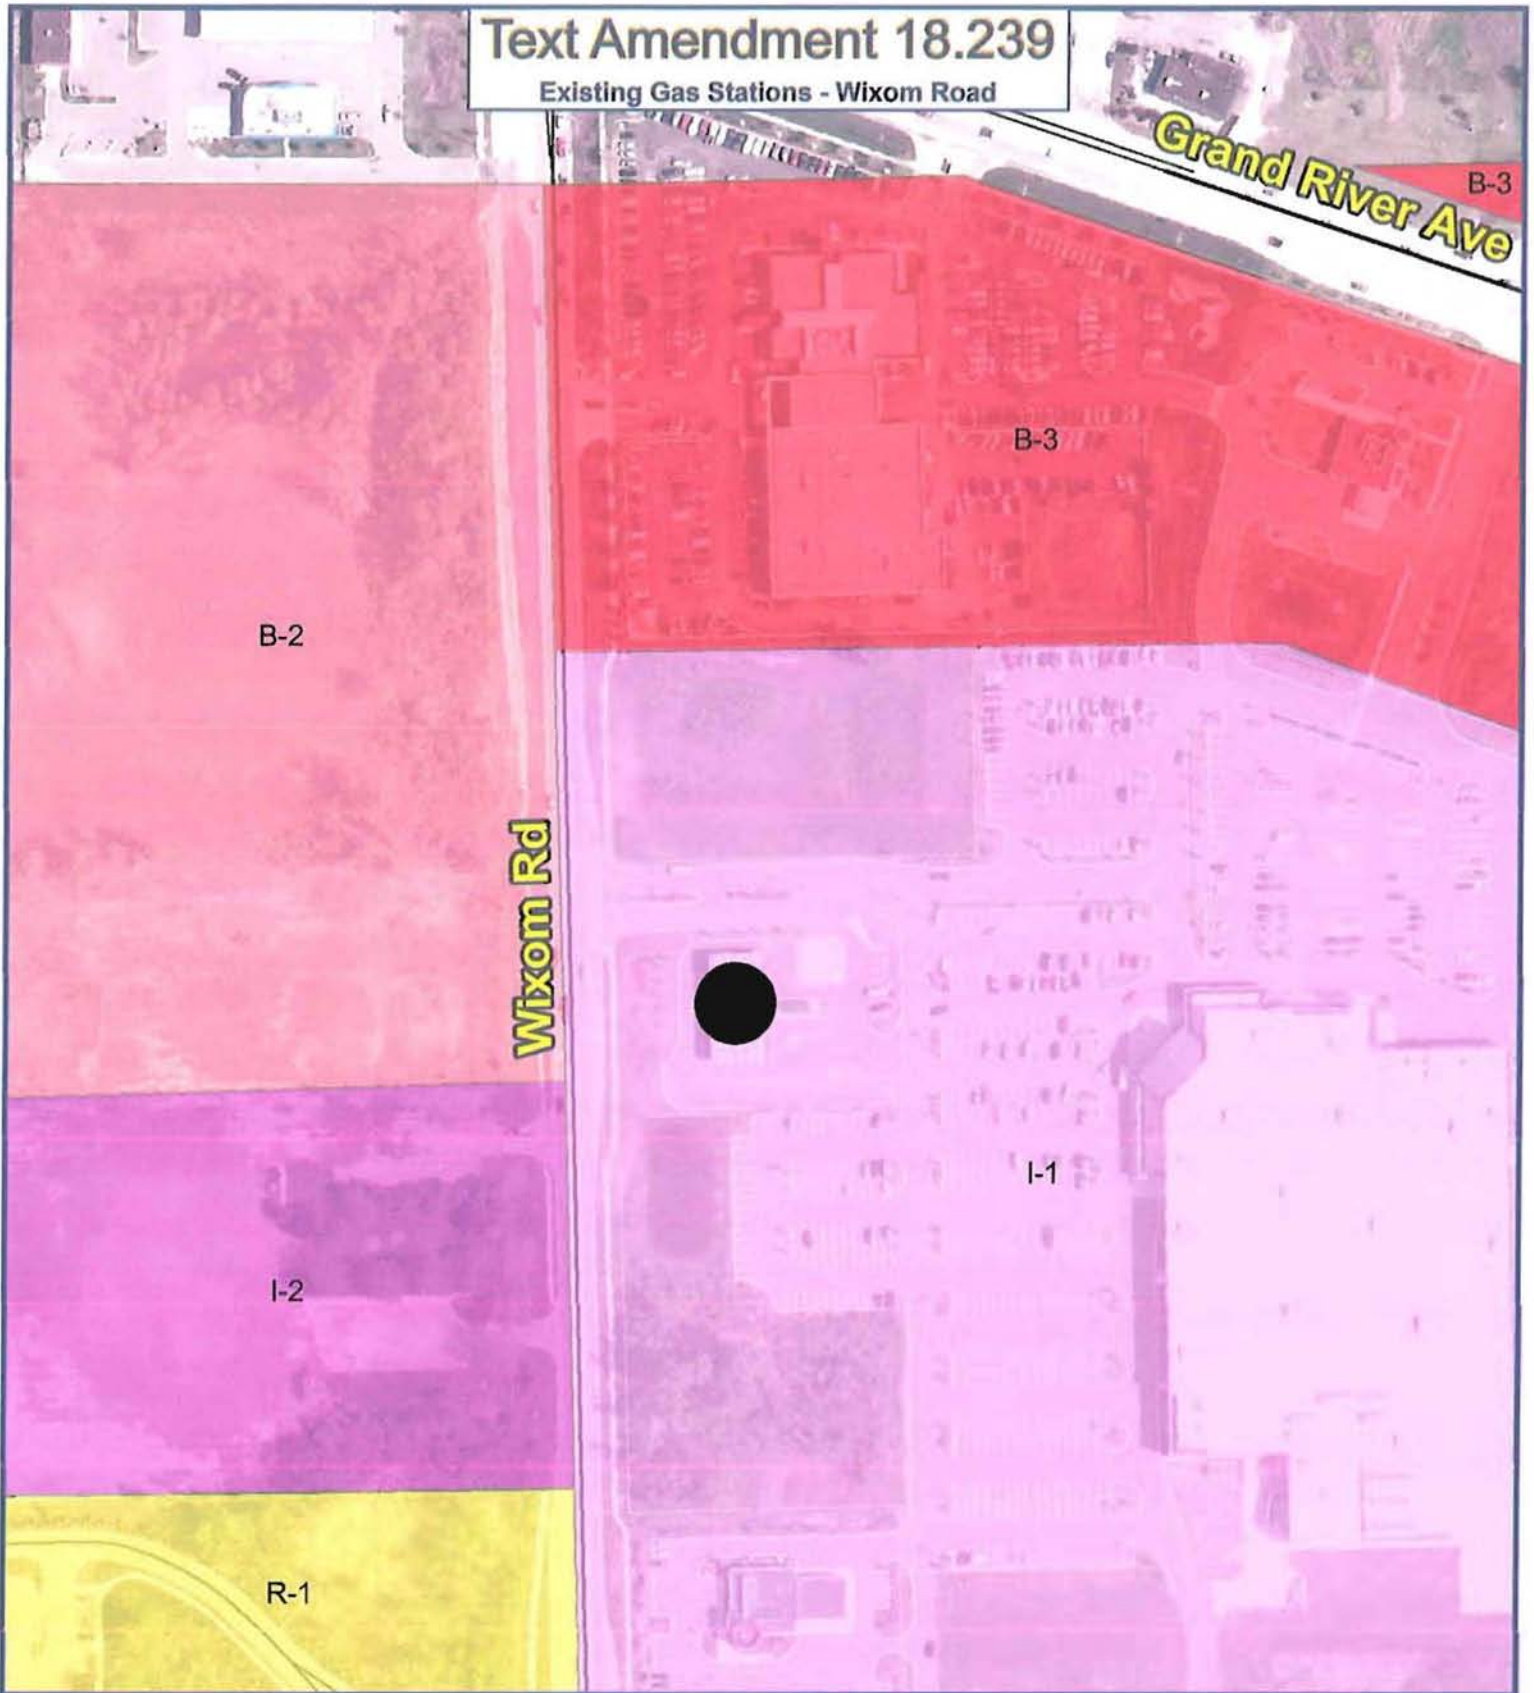 Text Amendment 18.239
Existing Gas Stations - Wixom Road
Grand River Ave
B-3
B-3
B-2
Wixom Rd
I-1
I-2
R-1